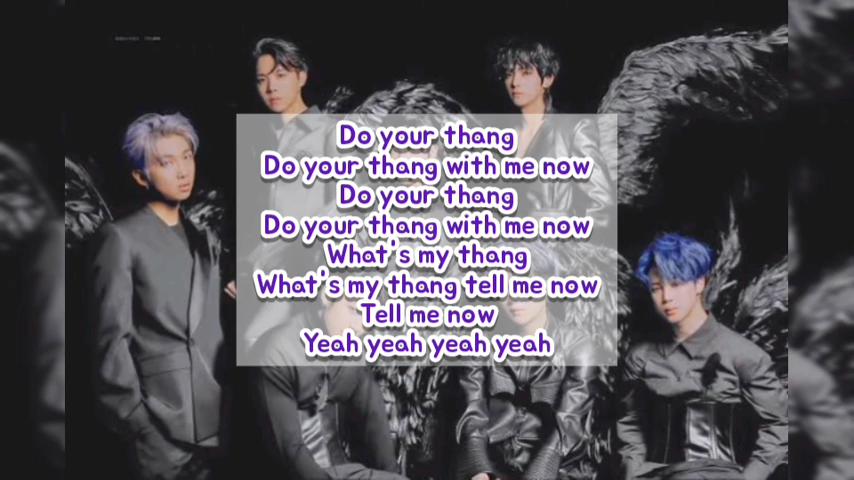 Do your thang
Do your thang with me now
Do your thang
Do your thang with me now
What's my thang
What's my thang tell me now
Tell me now
Yeah yeah yeah yeah